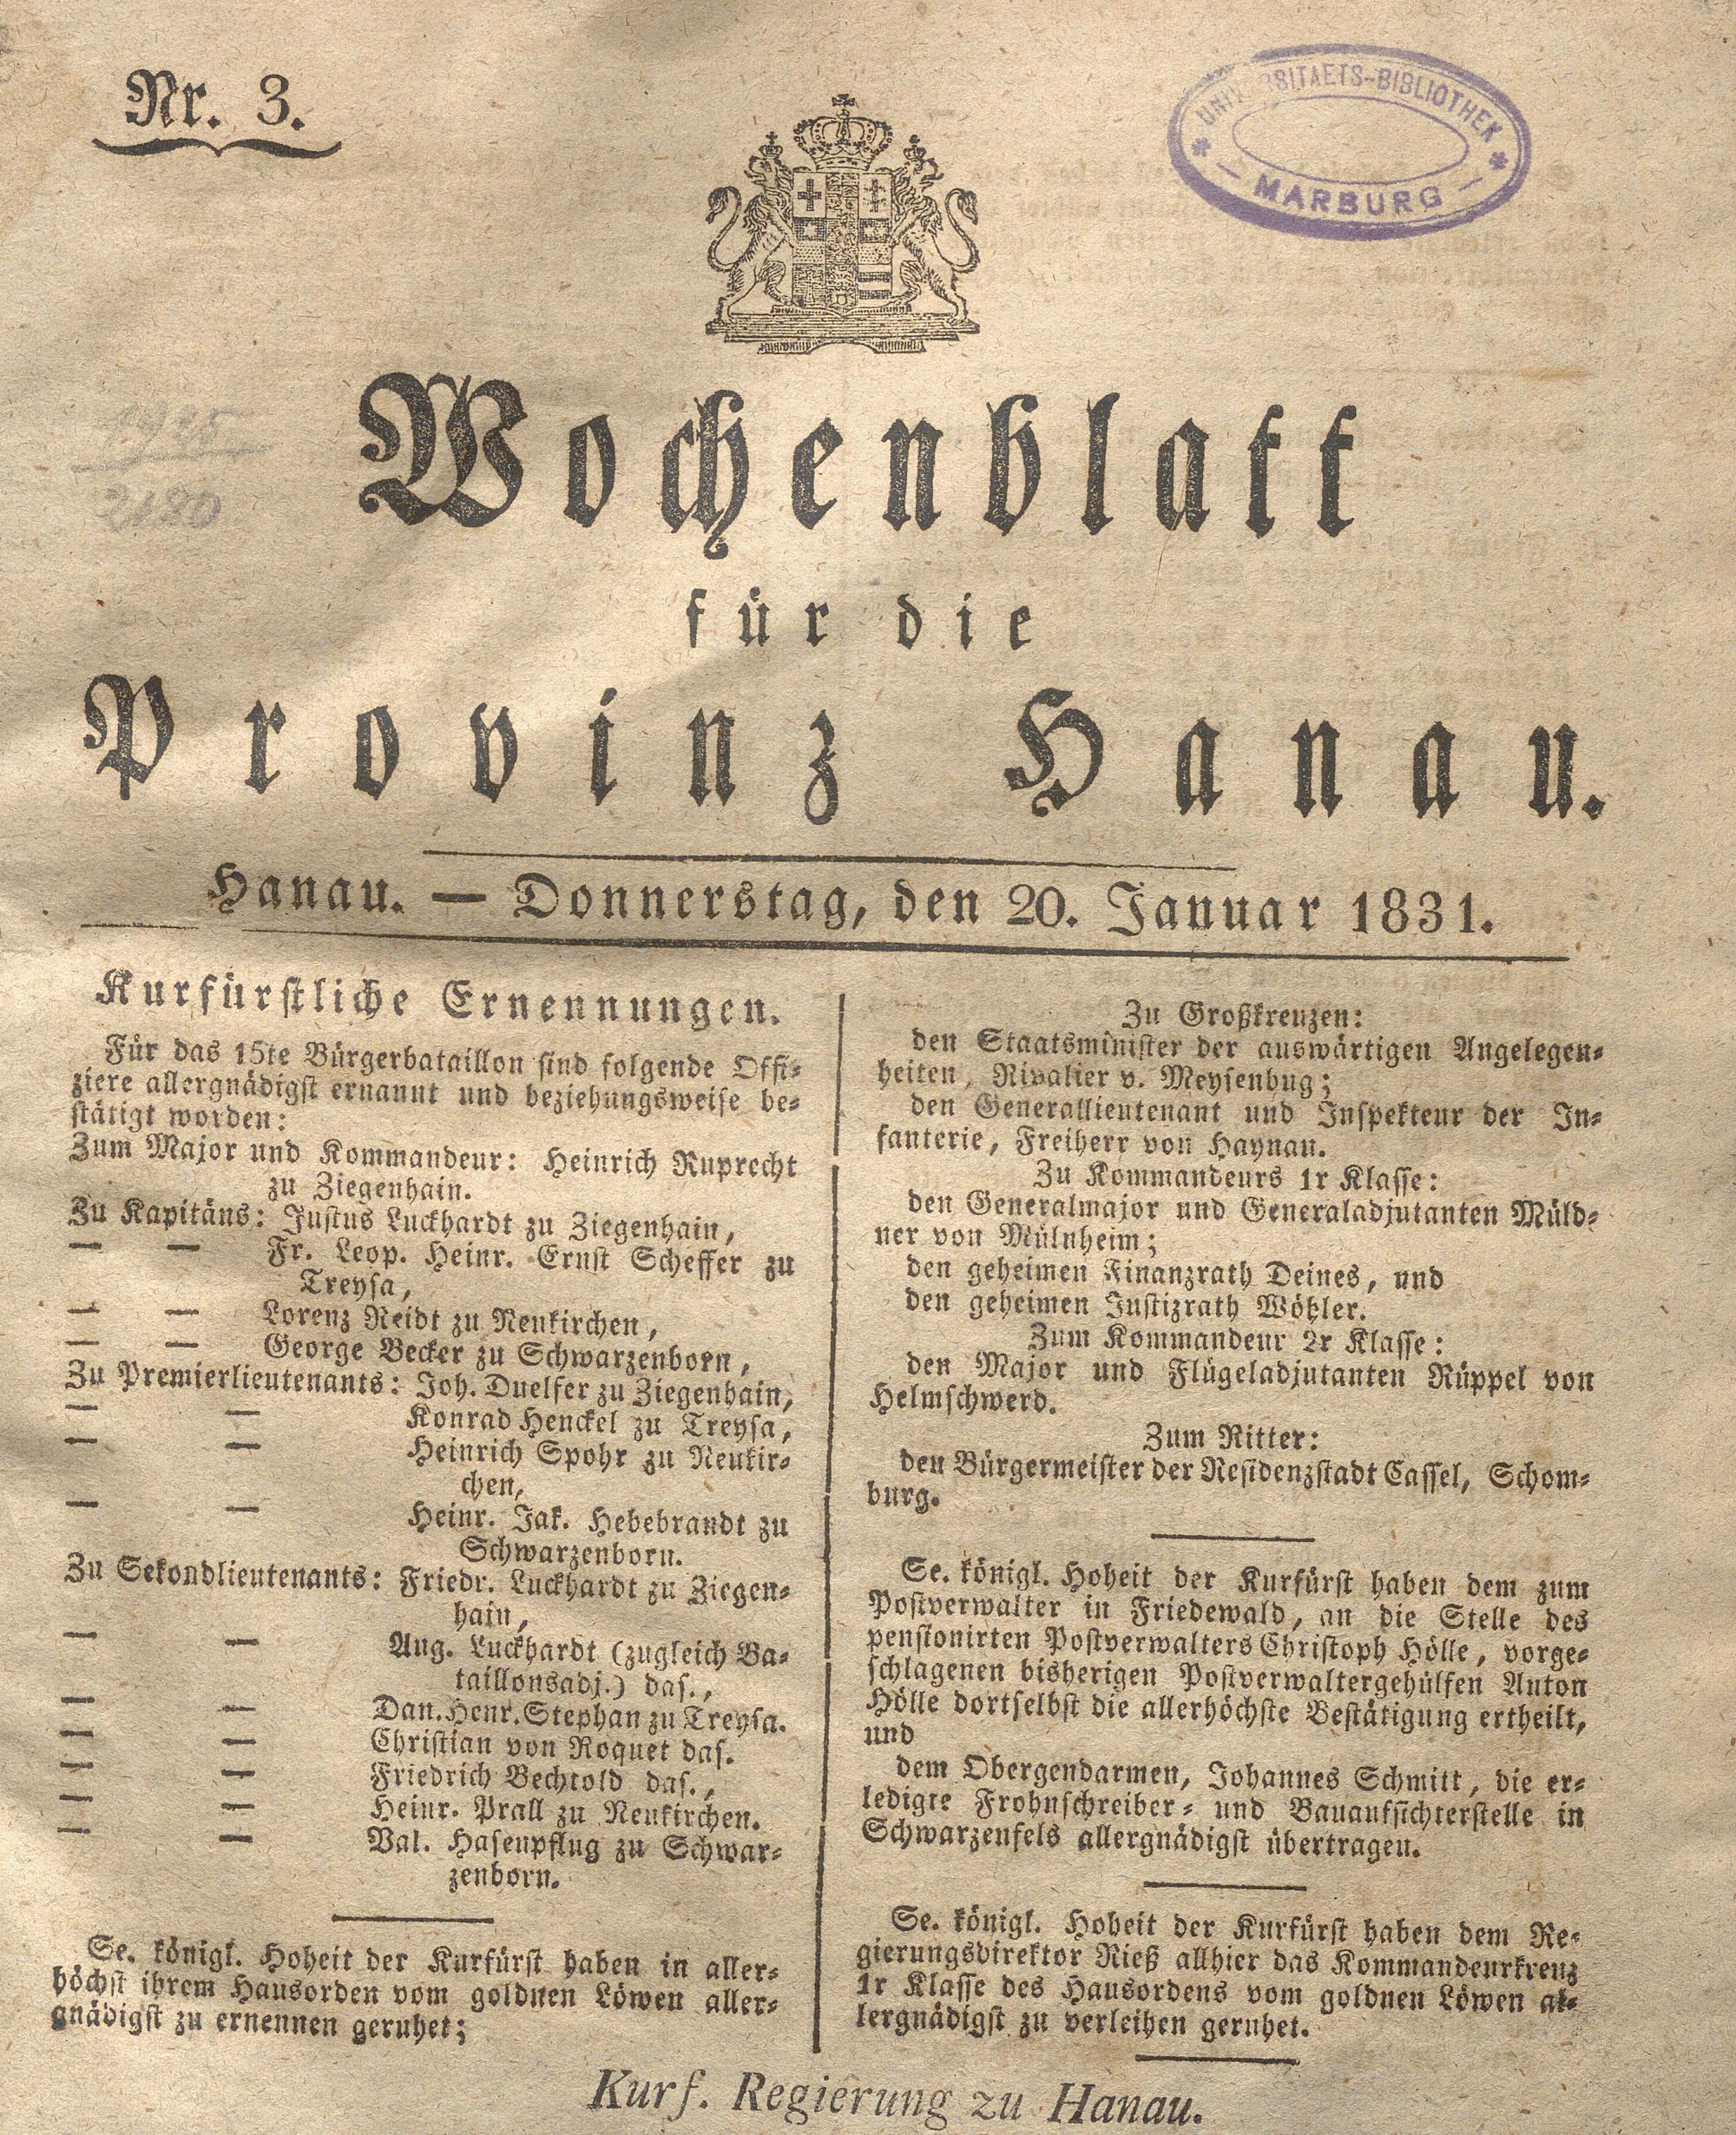 Nr. 3.
UNIVERSITAETS-BIBLIOTHEK
* MARBURG *
2180
Wochenblatt
für die
Provinz Hanau.
Hanau. — Donnerstag, den 20. Januar 1831.
Kurfürstliche Ernennungen.
Für das 15te Bürgerbataillon sind folgende Offi⸗
ziere allergnädigst ernannt und beziehungsweise be⸗
stätigt worden:
Zum Major und Kommandeur: Heinrich Ruprecht
zu Ziegenhain.
Zu Kapitäns: Justus Luckhardt zu Ziegenhain,
— — Fr. Leop. Heinr. Ernst Scheffer zu
Treysa,
— — Lorenz Reidt zu Neukirchen,
— — George Becker zu Schwarzenborn,
Zu Premierlieutenants: Joh. Duelfer zu Ziegenhain,
— — Konrad Henckel zu Treysa,
— — Heinrich Spohr zu Neukir⸗
chen,
— — Heinr. Jak. Hebebrandt zu
Schwarzenborn.
Zu Sekondlieutenants: Friedr. Luckhardt zu Ziegen⸗
hain,
— — Aug. Luckhardt (zugleich Ba⸗
taillonsadj.) das.,
— — Dan. Henr. Stephan zu Treysa.
— — Christian von Roquet das.
— — Friedrich Bechtold das.,
— — Heinr. Prall zu Neukirchen.
— — Val. Hasenpflug zu Schwar⸗
zenborn.
Se. königl. Hoheit der Kurfürst haben in aller⸗
höchst ihrem Hausorden vom goldnen Löwen aller⸗
gnädigst zu ernennen geruhet;
Zu Großkreuzen:
den Staatsminister der auswärtigen Angelegen⸗
heiten, Rivalier v. Meysenbug;
den Generallieutenant und Inspekteur der In⸗
fanterie, Freiherr von Haynau.
Zu Kommandeurs 1r Klasse:
den Generalmajor und Generaladjutanten Müld⸗
ner von Mülnheim;
den geheimen Finanzrath Deines, und
den geheimen Justizrath Wöhler.
Zum Kommandeur 2r Klasse:
den Major und Flügeladjutanten Rüppel von
Helmschwerd.
Zum Ritter:
den Bürgermeister der Residenzstadt Cassel, Schom⸗
burg.
Se. königl. Hoheit der Kurfürst haben dem zum
Postverwalter in Friedewald, an die Stelle des
pensionirten Postverwalters Christoph Hölle, vorge⸗
schlagenen bisherigen Postverwaltergehülfen Anton
Hölle dortselbst die allerhöchste Bestätigung ertheilt,
und
dem Obergendarmen, Johannes Schmitt, die er⸗
ledigte Frohnschreiber⸗ und Bauaufsichterstelle in
Schwarzenfels allergnädigst übertragen.
Se. königl. Hoheit der Kurfürst haben dem Re⸗
gierungsdirektor Rieß allhier das Kommandeurkreuz
1r Klasse des Hausordens vom goldnen Löwen al⸗
lergnädigst zu verleihen geruhet.
Kurf. Regierung zu Hanau.